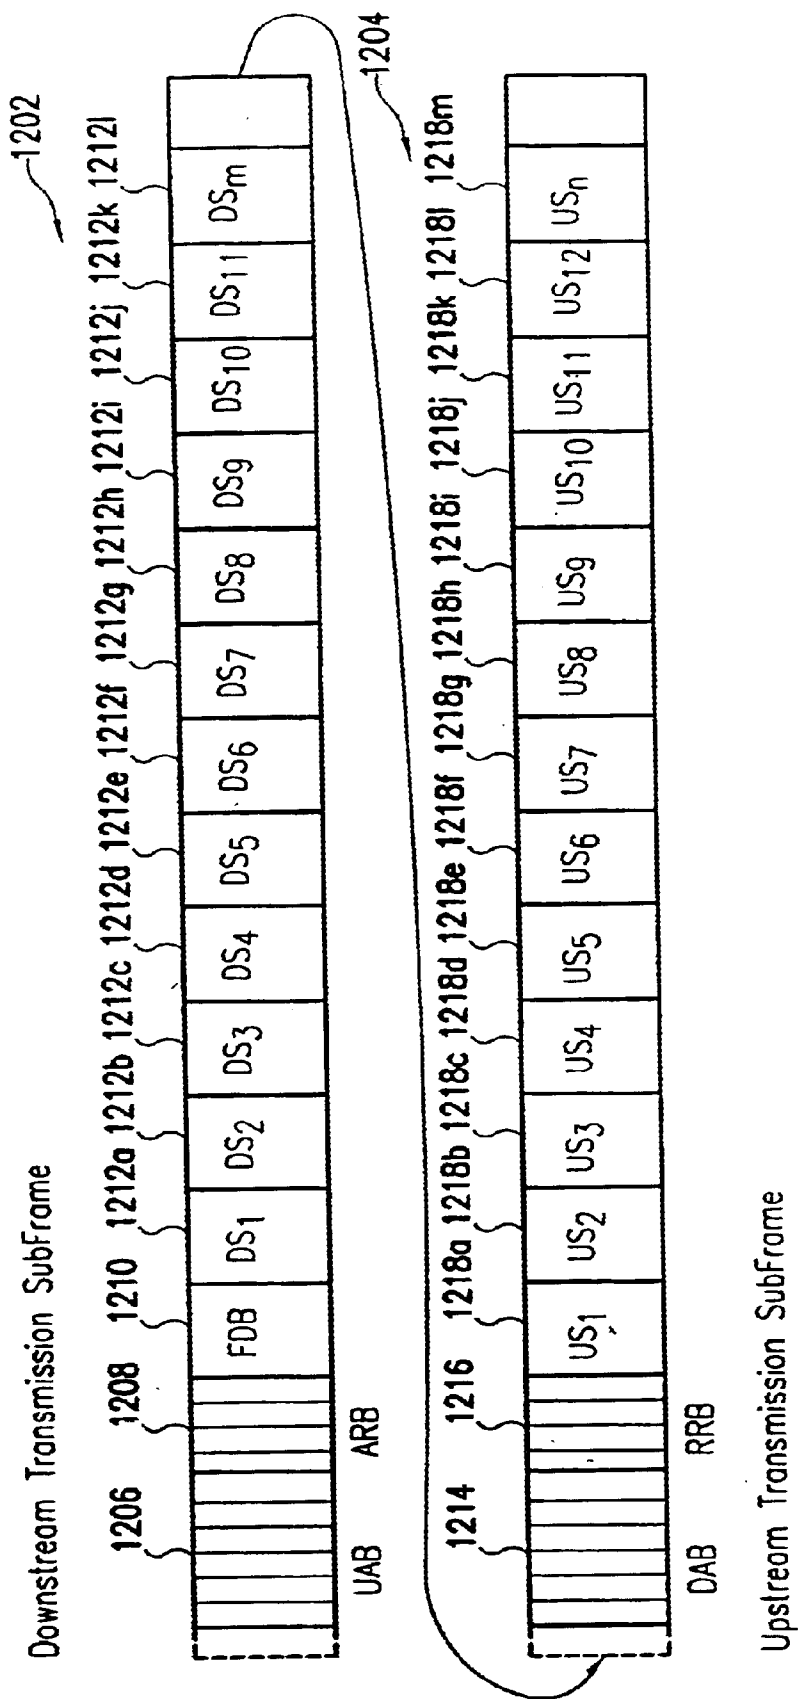 Downstream Transmission SubFrame
1202
1206 1208 1210 1212a 1212b 1212c 1212d 1212e 1212f 1212g 1212h 1212i 1212j 1212k 1212l
FDB DS1 DS2 DS3 DS4 DS5 DS6 DS7 DS8 DS9 DS10 DS11 DSm
UAB ARB
1204
1214 1216 1218a 1218b 1218c 1218d 1218e 1218f 1218g 1218h 1218i 1218j 1218k 1218l 1218m
US1 US2 US3 US4 US5 US6 US7 US8 US9 US10 US11 US12 USn
DAB RRB
Upstream Transmission SubFrame